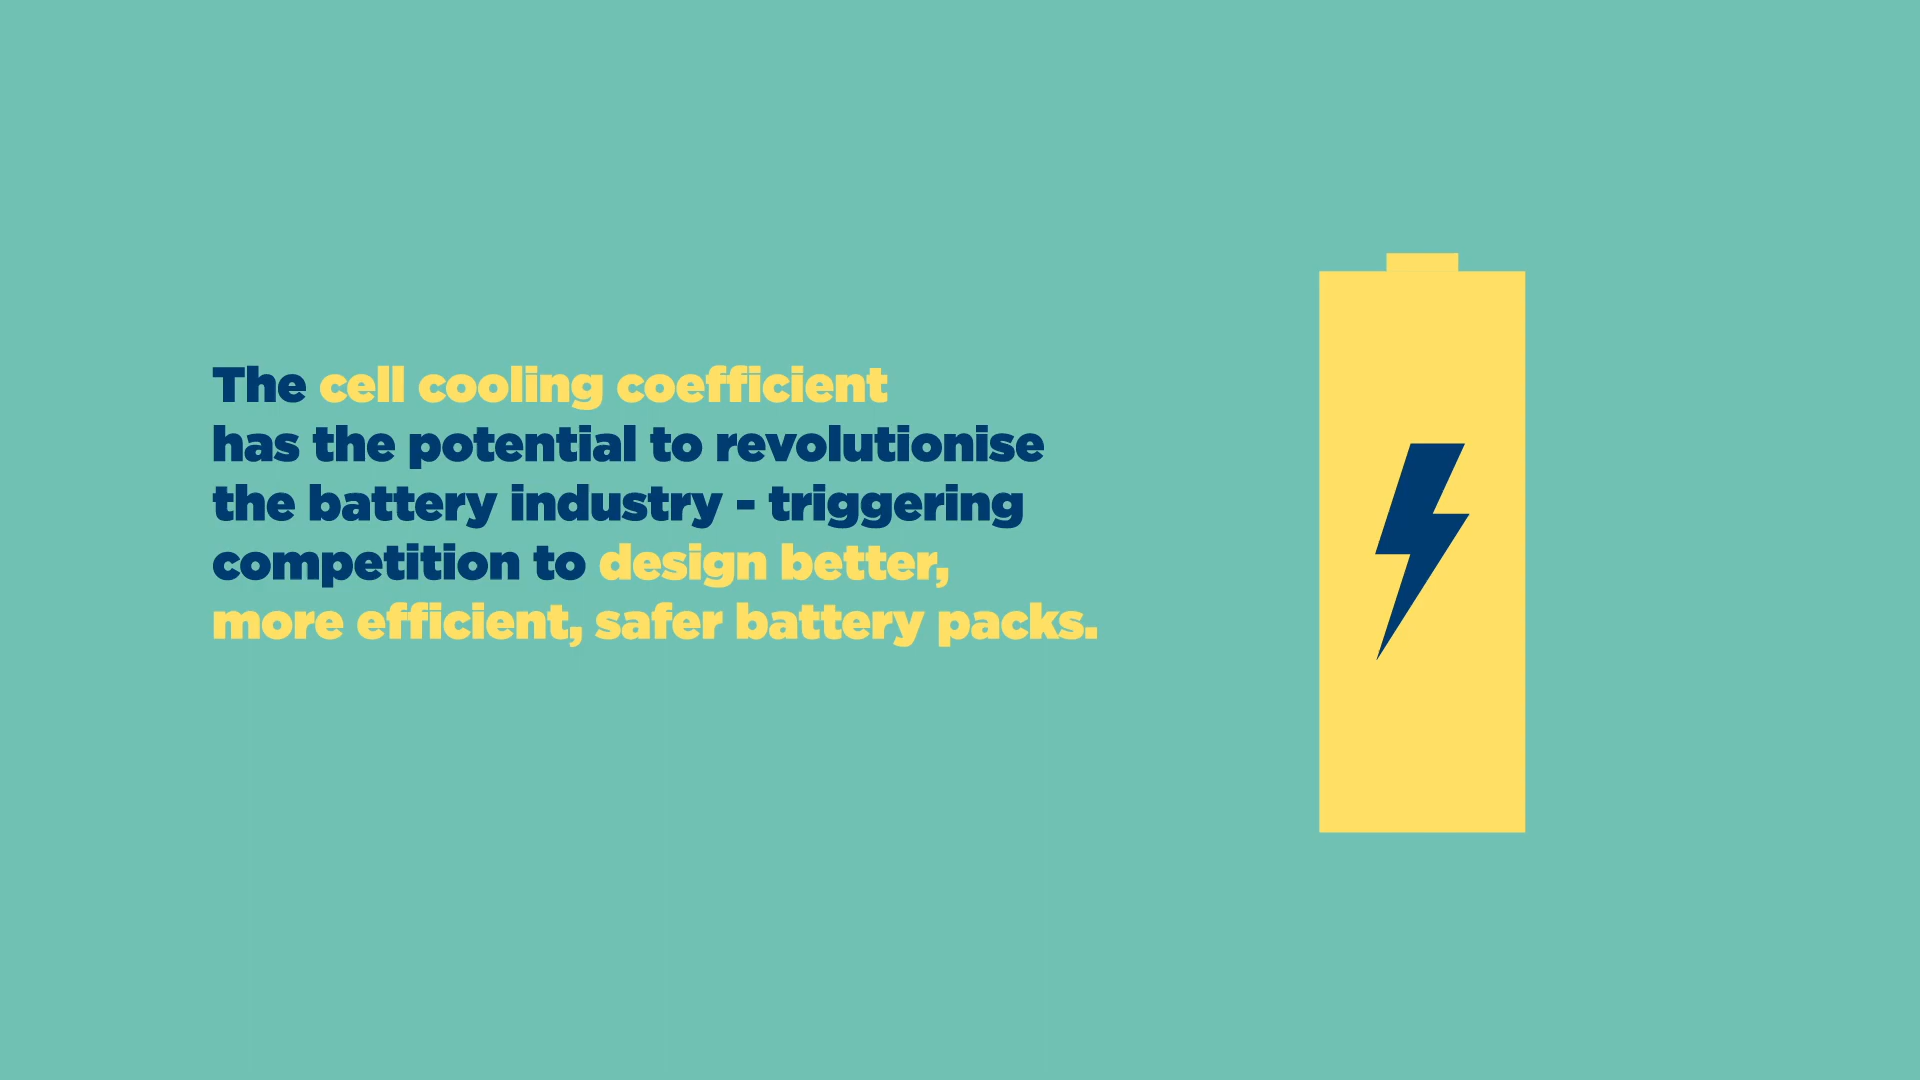 The cell cooling coefficient
has the potential to revolutionise
the battery industry - triggering
competition to design better,
more efficient, safer battery packs.